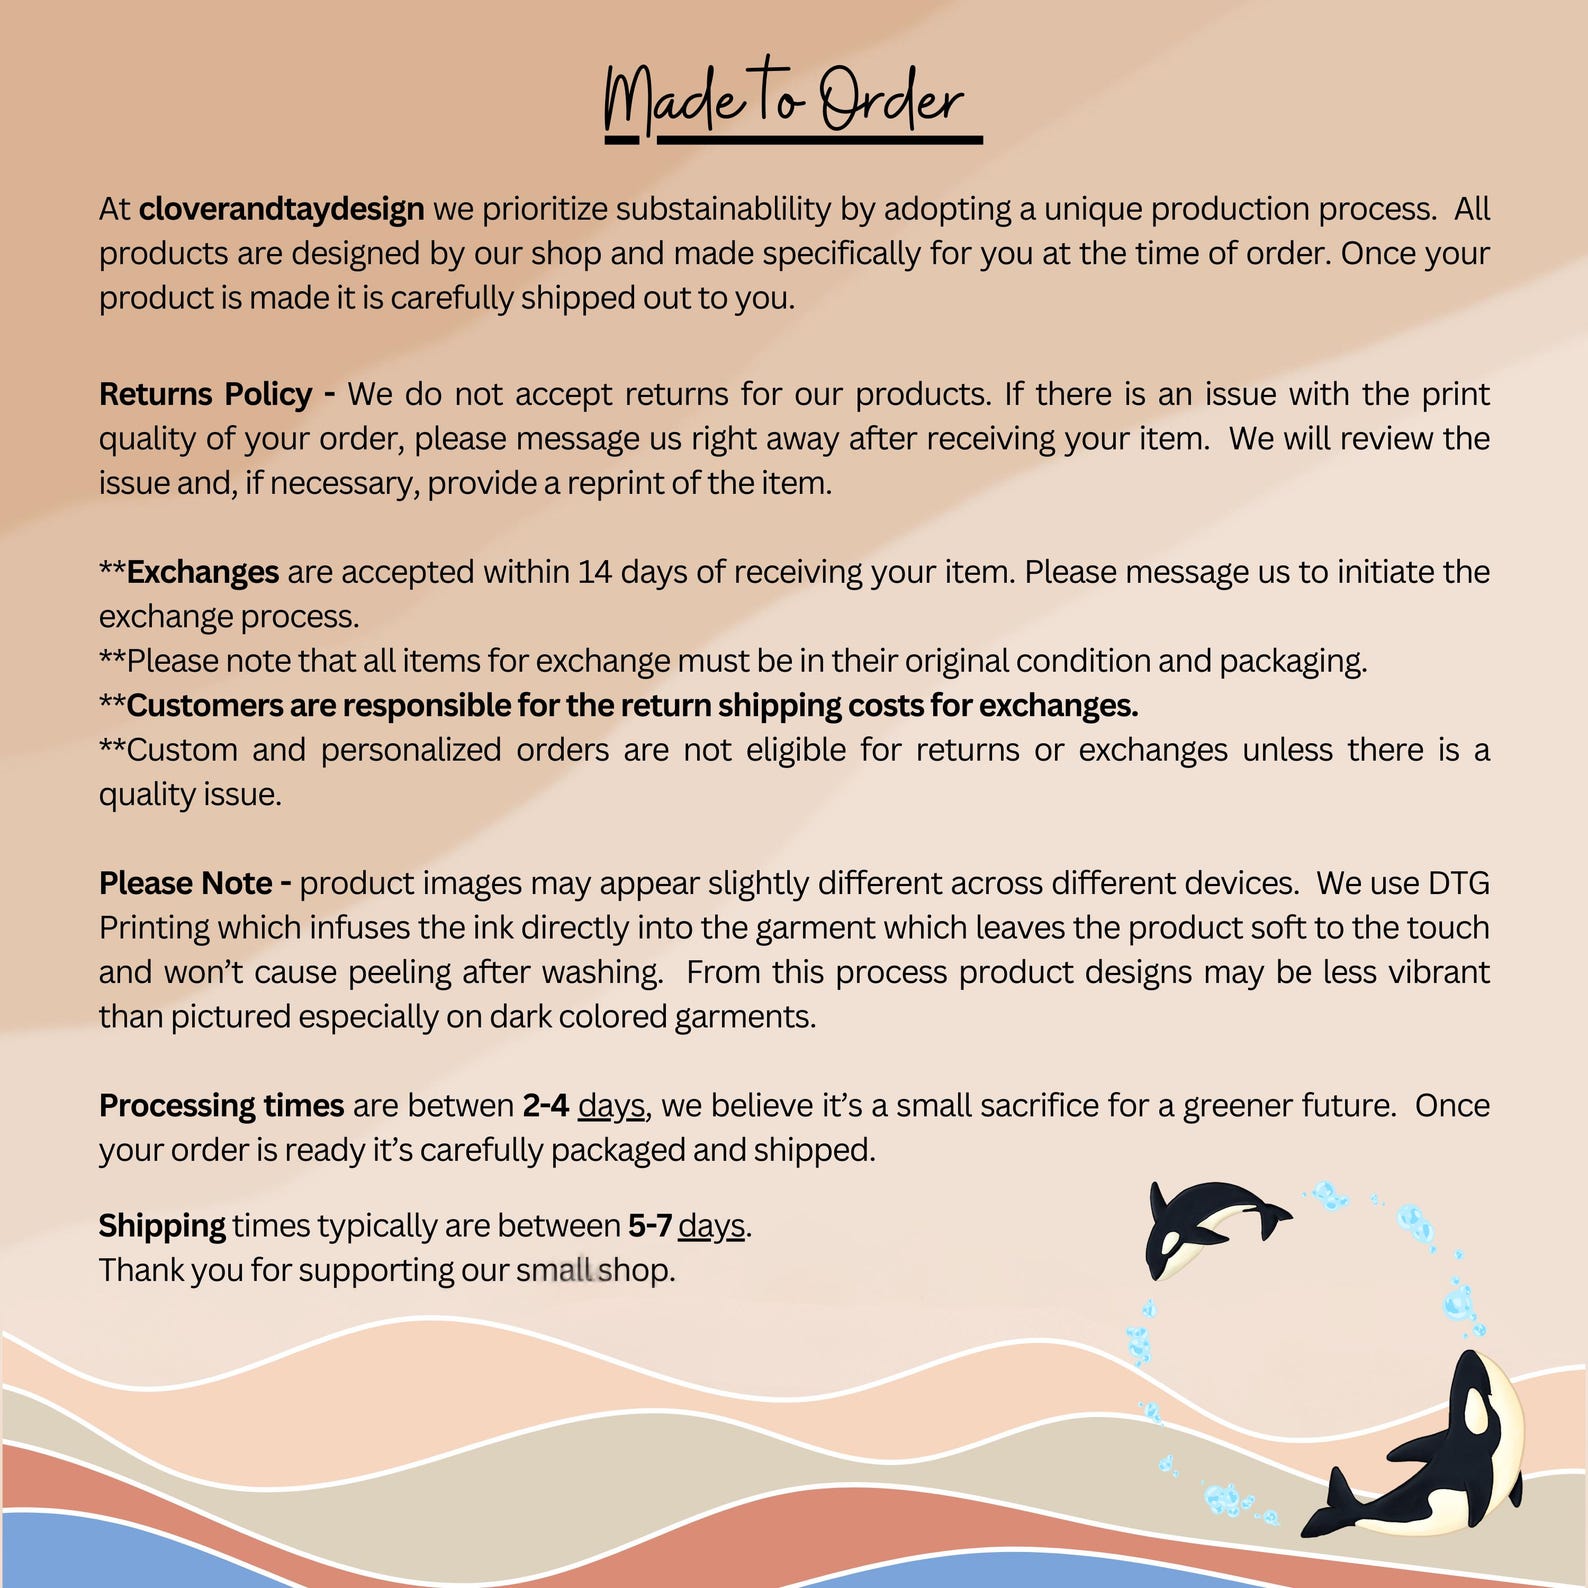 Made To Order
At cloverandtaydesign we prioritize substainablility by adopting a unique production process. All
products are designed by our shop and made specifically for you at the time of order. Once your
product is made it is carefully shipped out to you.
Returns Policy - We do not accept returns for our products. If there is an issue with the print
quality of your order, please message us right away after receiving your item. We will review the
issue and, if necessary, provide a reprint of the item.
**Exchanges are accepted within 14 days of receiving your item. Please message us to initiate the
exchange process.
**Please note that all items for exchange must be in their original condition and packaging.
**Customers are responsible for the return shipping costs for exchanges.
**Custom and personalized orders are not eligible for returns or exchanges unless there is a
quality issue.
Please Note - product images may appear slightly different across different devices. We use DTG
Printing which infuses the ink directly into the garment which leaves the product soft to the touch
and won’t cause peeling after washing. From this process product designs may be less vibrant
than pictured especially on dark colored garments.
Processing times are betwen 2-4 days, we believe it’s a small sacrifice for a greener future. Once
your order is ready it’s carefully packaged and shipped.
Shipping times typically are between 5-7 days.
Thank you for supporting our small shop.